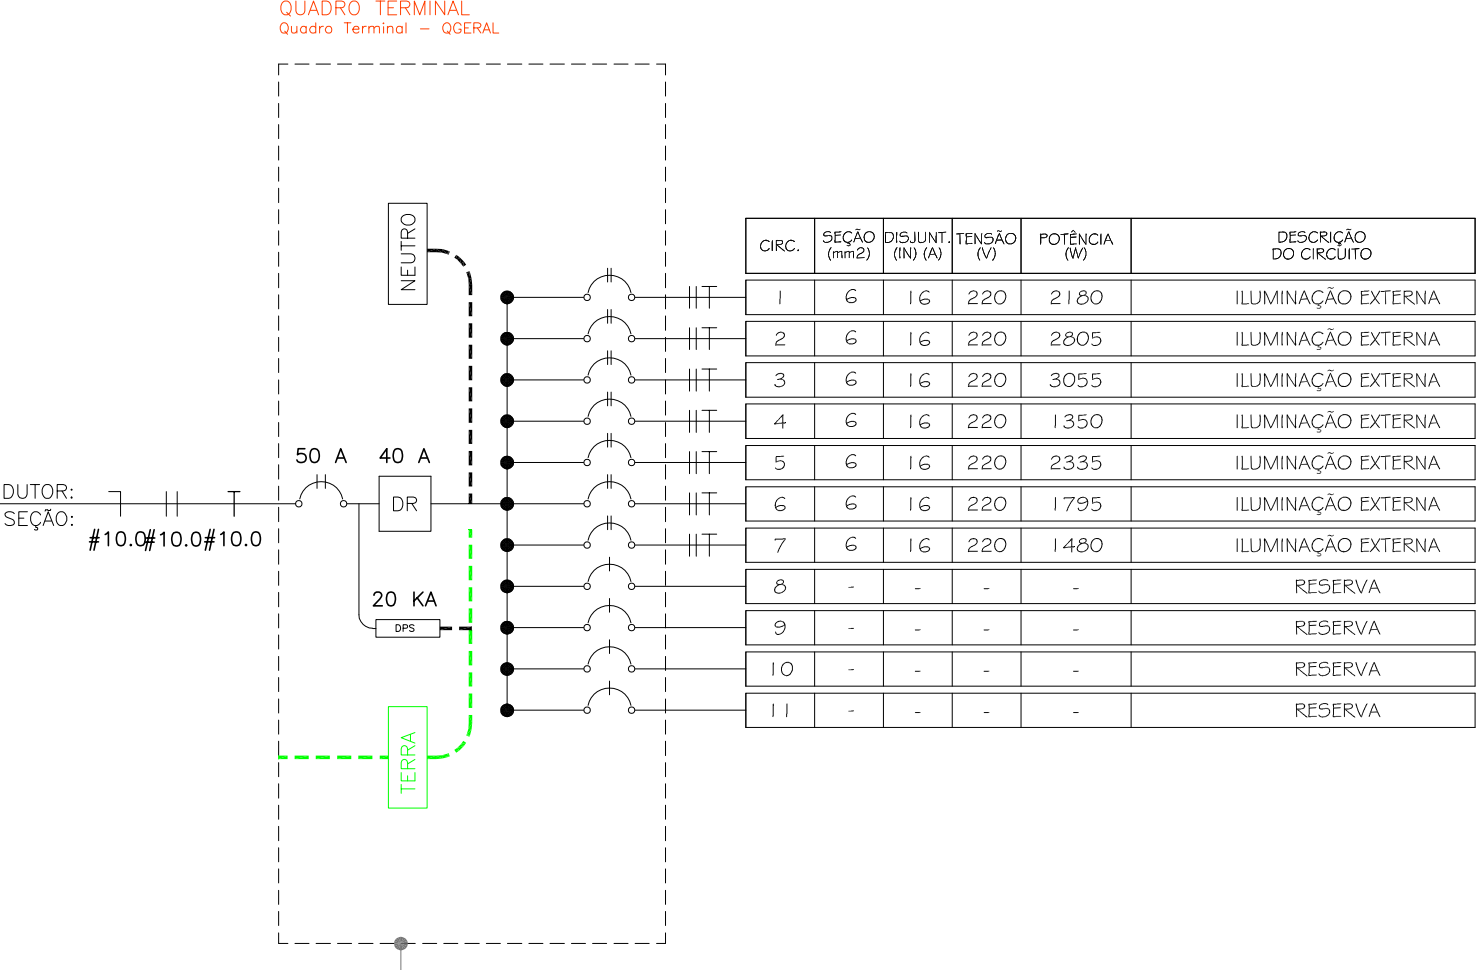 QUADRO TERMINAL
Quadro Terminal - QGERAL
NEUTRO
CIRC. SEÇÃO (mm2) DISJUNT. (IN) (A) TENSÃO (V) POTÊNCIA (W) DESCRIÇÃO DO CIRCUITO
1 6 16 220 2180 ILUMINAÇÃO EXTERNA
2 6 16 220 2805 ILUMINAÇÃO EXTERNA
3 6 16 220 3055 ILUMINAÇÃO EXTERNA
4 6 16 220 1350 ILUMINAÇÃO EXTERNA
5 6 16 220 2335 ILUMINAÇÃO EXTERNA
6 6 16 220 1795 ILUMINAÇÃO EXTERNA
7 6 16 220 1480 ILUMINAÇÃO EXTERNA
8 - - - - RESERVA
9 - - - - RESERVA
10 - - - - RESERVA
11 - - - - RESERVA
50 A 40 A
DUTOR:
DR
SEÇÃO:
#10.0 #10.0 #10.0
20 KA
DPS
TERRA